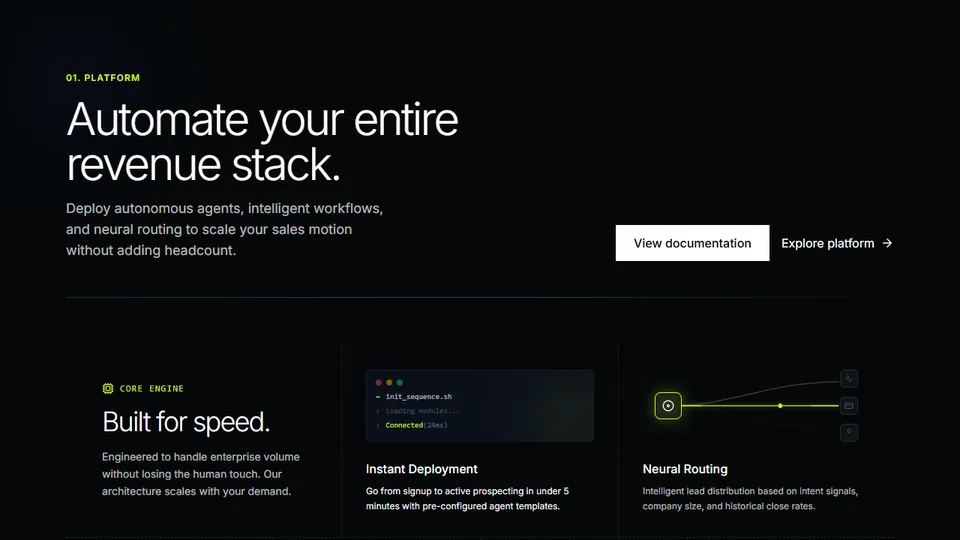 01. PLATFORM
Automate your entire
revenue stack.
Deploy autonomous agents, intelligent workflows,
and neural routing to scale your sales motion
without adding headcount.
View documentation
Explore platform →
CORE ENGINE
Built for speed.
Engineered to handle enterprise volume
without losing the human touch. Our
architecture scales with your demand.
~ init_sequence.sh
> Loading modules...
> Connected(24ms)
Instant Deployment
Go from signup to active prospecting in under 5
minutes with pre-configured agent templates.
Neural Routing
Intelligent lead distribution based on intent signals,
company size, and historical close rates.